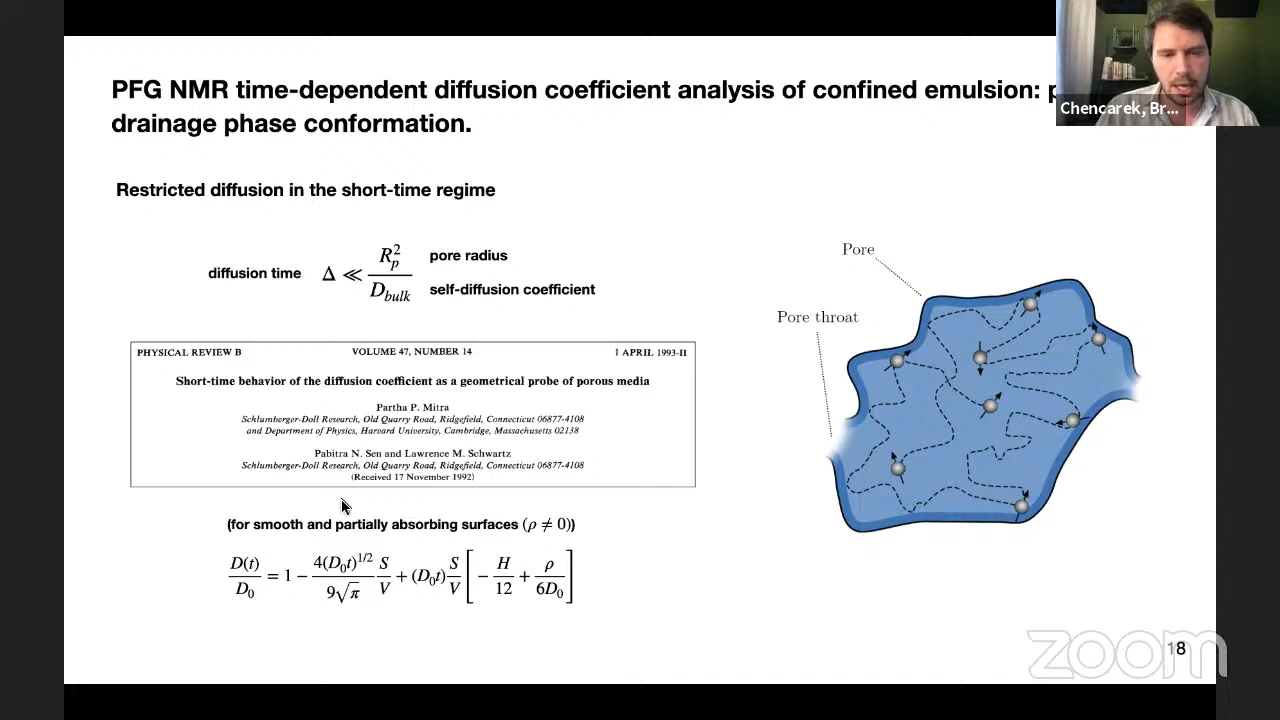 PFG NMR time-dependent diffusion coefficient analysis of confined emulsion:
drainage phase conformation.
Chencarek, Br...
Restricted diffusion in the short-time regime
diffusion time Δ ≪ R_p^2 / D_bulk
pore radius
self-diffusion coefficient
PHYSICAL REVIEW B VOLUME 47, NUMBER 14 1 APRIL 1993-II
Short-time behavior of the diffusion coefficient as a geometrical probe of porous media
Partha P. Mitra
Schlumberger-Doll Research, Old Quarry Road, Ridgefield, Connecticut 06877-4108
and Department of Physics, Harvard University, Cambridge, Massachusetts 02138
Pabitra N. Sen and Lawrence M. Schwartz
Schlumberger-Doll Research, Old Quarry Road, Ridgefield, Connecticut 06877-4108
(Received 17 November 1992)
(for smooth and partially absorbing surfaces (ρ ≠ 0))
D(t)/D_0 = 1 − 4(D_0t)^{1/2}/9√π S/V + (D_0t) S/V [ − H/12 + ρ/6D_0 ]
Pore
Pore throat
18
zoom